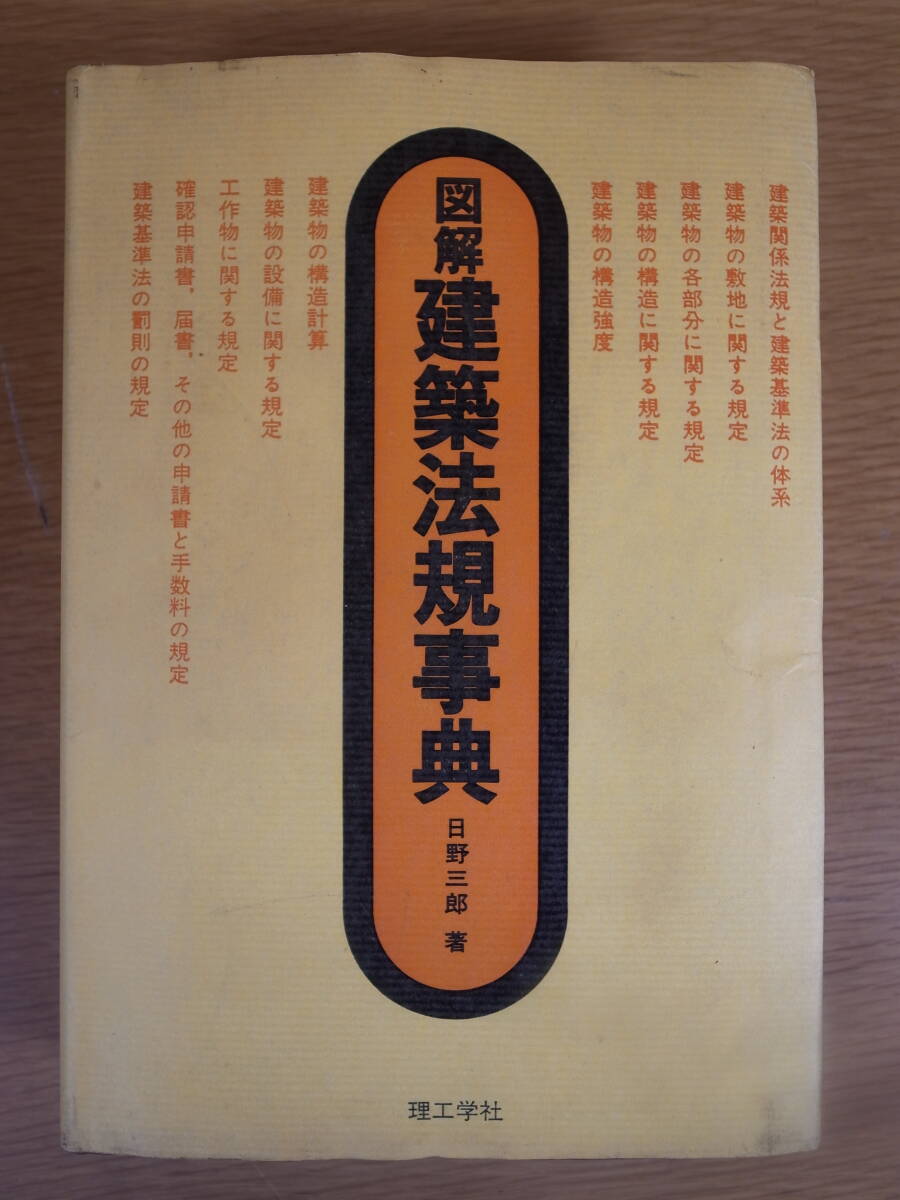 建築関係法規と建築基準法の体系
建築物の敷地に関する規定
建築物の各部分に関する規定
建築物の構造に関する規定
建築物の構造強度
図解
建築法規事典
日野三郎 著
建築物の構造計算
建築物の設備に関する規定
工作物に関する規定
確認申請書，届書，その他の申請書と手数料の規定
建築基準法の罰則の規定
理工学社